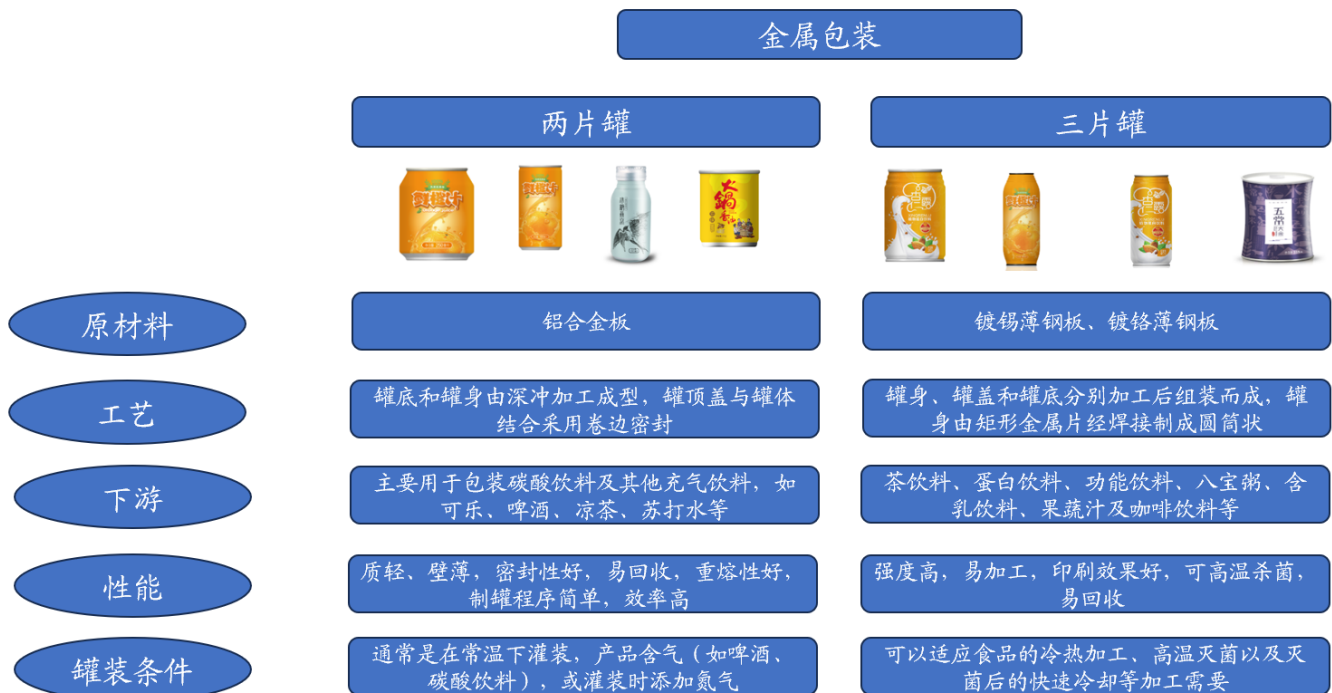 金属包装
两片罐
三片罐
火鍋
五常
原材料
铝合金板
镀锡薄钢板、镀铬薄钢板
工艺
罐底和罐身由深冲加工成型，罐顶盖与罐体
结合采用卷边密封
罐身、罐盖和罐底分别加工后组装而成，罐
身由矩形金属片经焊接制成圆筒状
下游
主要用于包装碳酸饮料及其他充气饮料，如
可乐、啤酒、凉茶、苏打水等
茶饮料、蛋白饮料、功能饮料、八宝粥、含
乳饮料、果蔬汁及咖啡饮料等
性能
质轻、壁薄，密封性好，易回收，重熔性好，
制罐程序简单，效率高
强度高，易加工，印刷效果好，可高温杀菌，
易回收
罐装条件
通常是在常温下灌装，产品含气（如啤酒、
碳酸饮料），或灌装时添加氮气
可以适应食品的冷热加工、高温灭菌以及灭
菌后的快速冷却等加工需要